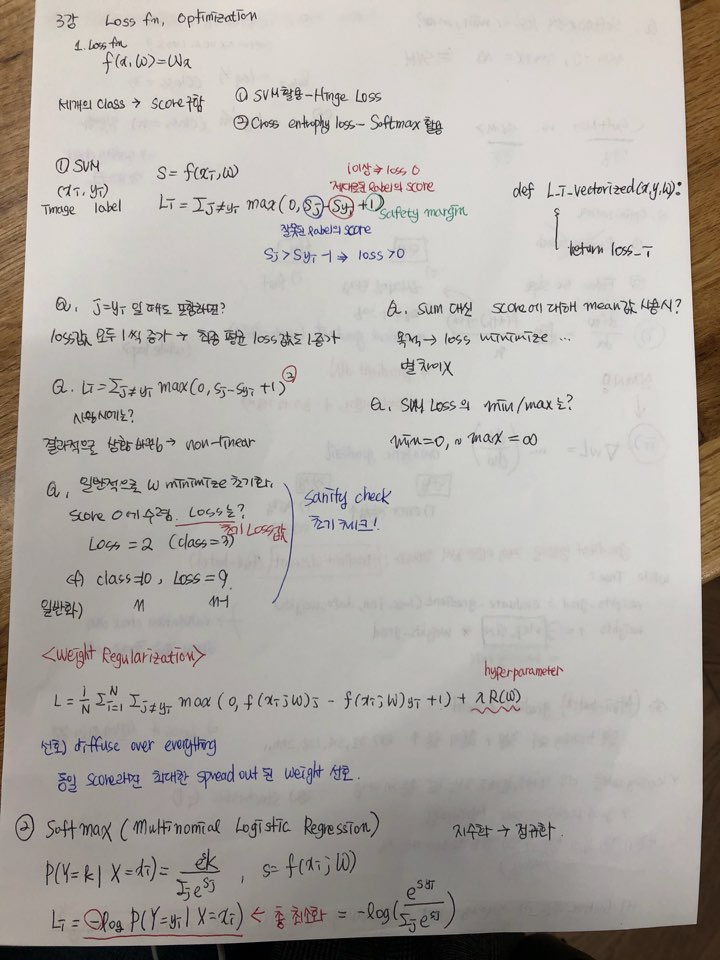 3강 Loss fn, Optimization
1. Loss fn
f(x,W)=Wx
세개의 class → score 구함
① SVM 활용 - Hinge Loss
② Cross entropy loss - Softmax 활용
① SVM
(xi, yi)
Image label
S = f(xi, W)
이상 → loss 0
제대로된 label의 score
Li = Σj≠yi max(0, Sj - Syi + 1) Safety margin
잘못된 label의 score
Sj > Syi - 1 ⇒ loss > 0
def L_i_vectorized(x,y,W):
return loss_i
Q. j=yi 일 때도 포함하면?
loss값 모두 1씩 증가 → 최종 평균 loss값도 1증가
Q. Sum 대신 score에 대해 mean값 사용시?
목적 → loss minimize ...
별 차이X
Q. Li = Σj≠yi max(0, Sj - Syi + 1)²
사용시에는?
결과적으로 → non-linear
Q. SVM Loss의 min/max는?
min=0, ~ max = ∞
Q. 일반적으로 W minimize 초기화,
score 0에 수렴. Loss는?
초기 Loss값
Loss = 2 (class=3)
cf) class=10, Loss=9
일반화) n n-1
Sanity check
초기 체크!
<Weight Regularization>
hyperparameter
L = 1/N Σi=1^N Σj≠yi max(0, f(xi;W)j - f(xi;W)yi + 1) + λR(W)
선호) diffuse over everything
동일 score라면 최대한 spread out 된 weight 선호.
② Softmax (Multinomial Logistic Regression)
지수화 → 정규화.
P(Y=k | X=xi) = e^sk / Σj e^sj , s = f(xi; W)
Li = -log P(Y=yi | X=xi) ← 총 최소화 = -log(e^syi / Σj e^sj)